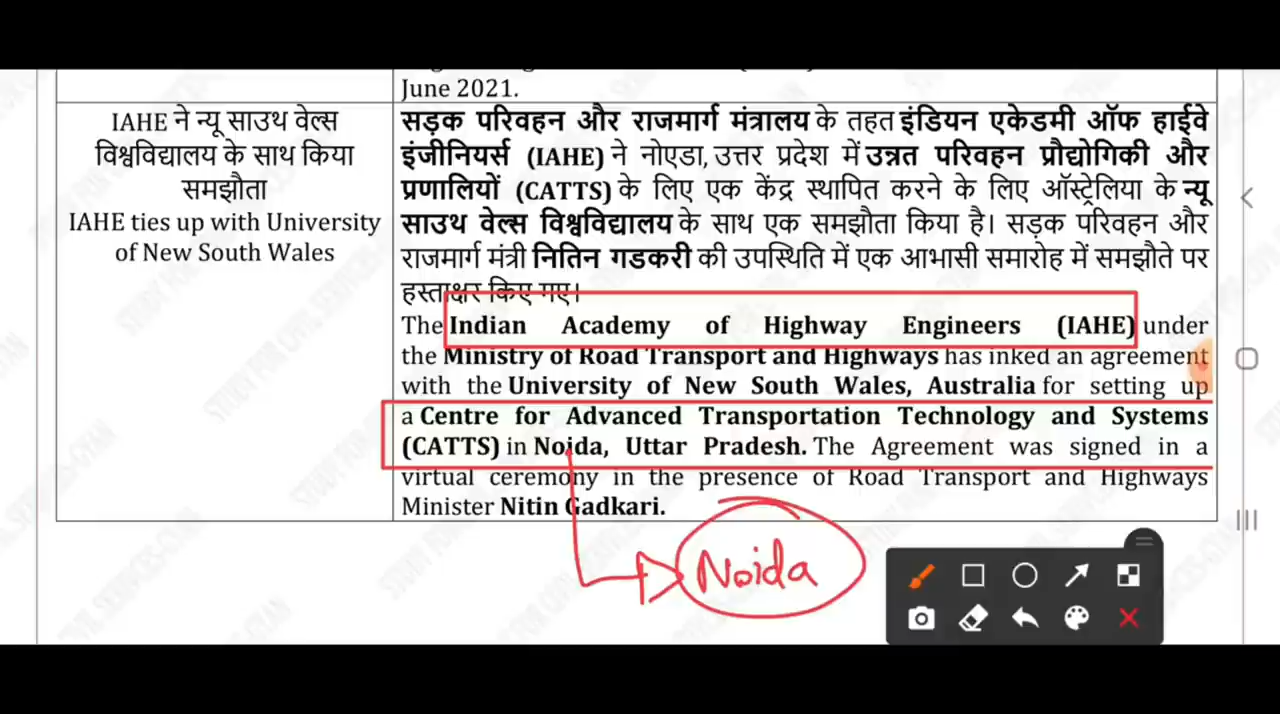 June 2021.
IAHE ने न्यू साउथ वेल्स
विश्वविद्यालय के साथ किया
समझौता
IAHE ties up with University
of New South Wales
सड़क परिवहन और राजमार्ग मंत्रालय के तहत इंडियन एकेडमी ऑफ हाईवे
इंजीनियर्स (IAHE) ने नोएडा, उत्तर प्रदेश में उन्नत परिवहन प्रौद्योगिकी और
प्रणालियों (CATTS) के लिए एक केंद्र स्थापित करने के लिए ऑस्ट्रेलिया के न्यू
साउथ वेल्स विश्वविद्यालय के साथ एक समझौता किया है। सड़क परिवहन और
राजमार्ग मंत्री नितिन गडकरी की उपस्थिति में एक आभासी समारोह में समझौते पर
हस्ताक्षर किए गए।
The Indian Academy of Highway Engineers (IAHE) under
the Ministry of Road Transport and Highways has inked an agreement
with the University of New South Wales, Australia for setting up
a Centre for Advanced Transportation Technology and Systems
(CATTS) in Noida, Uttar Pradesh. The Agreement was signed in a
virtual ceremony in the presence of Road Transport and Highways
Minister Nitin Gadkari.
Noida